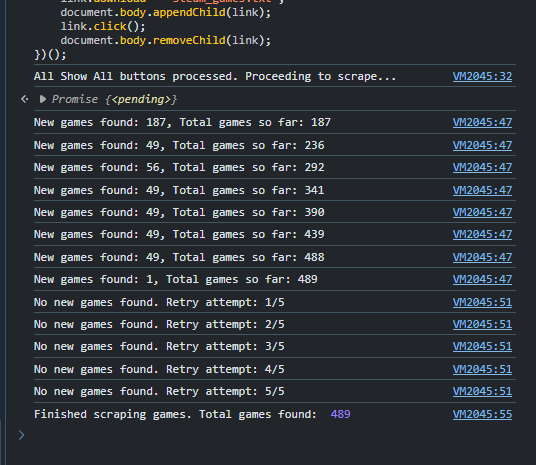 document.body.appendChild(link);
link.click();
document.body.removeChild(link);
})();
All Show All buttons processed. Proceeding to scrape... VM2045:32
Promise {<pending>}
New games found: 187, Total games so far: 187 VM2045:47
New games found: 49, Total games so far: 236 VM2045:47
New games found: 56, Total games so far: 292 VM2045:47
New games found: 49, Total games so far: 341 VM2045:47
New games found: 49, Total games so far: 390 VM2045:47
New games found: 49, Total games so far: 439 VM2045:47
New games found: 49, Total games so far: 488 VM2045:47
New games found: 1, Total games so far: 489 VM2045:47
No new games found. Retry attempt: 1/5 VM2045:51
No new games found. Retry attempt: 2/5 VM2045:51
No new games found. Retry attempt: 3/5 VM2045:51
No new games found. Retry attempt: 4/5 VM2045:51
No new games found. Retry attempt: 5/5 VM2045:51
Finished scraping games. Total games found: 489 VM2045:55